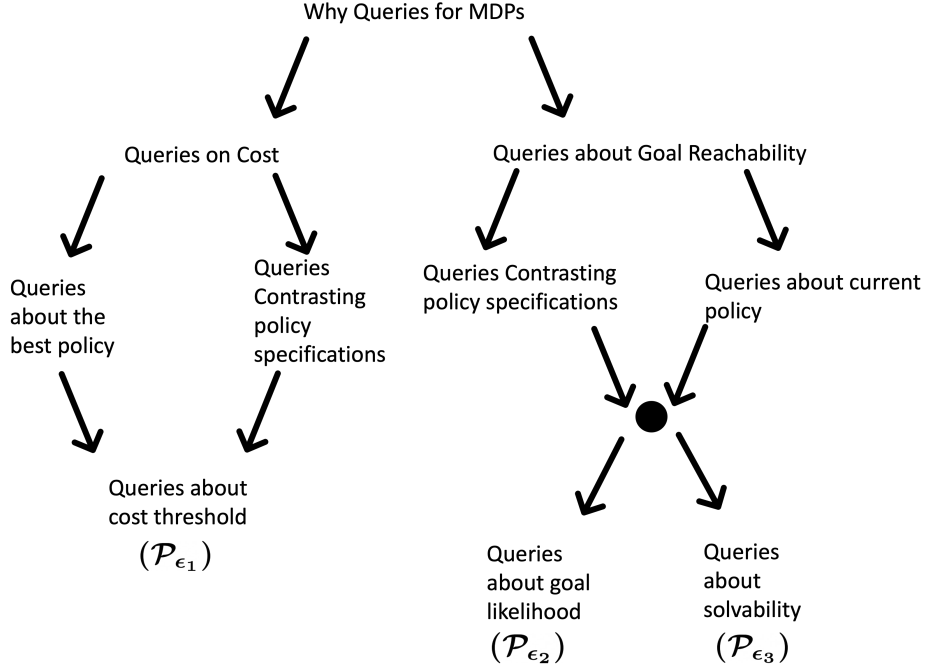 Why Queries for MDPs
Queries on Cost
Queries about Goal Reachability
Queries
about the
best policy
Queries
Contrasting
policy
specifications
Queries Contrasting
policy specifications
Queries about current
policy
Queries about
cost threshold
(𝒫ϵ₁)
Queries
about goal
likelihood
(𝒫ϵ₂)
Queries
about
solvability
(𝒫ϵ₃)